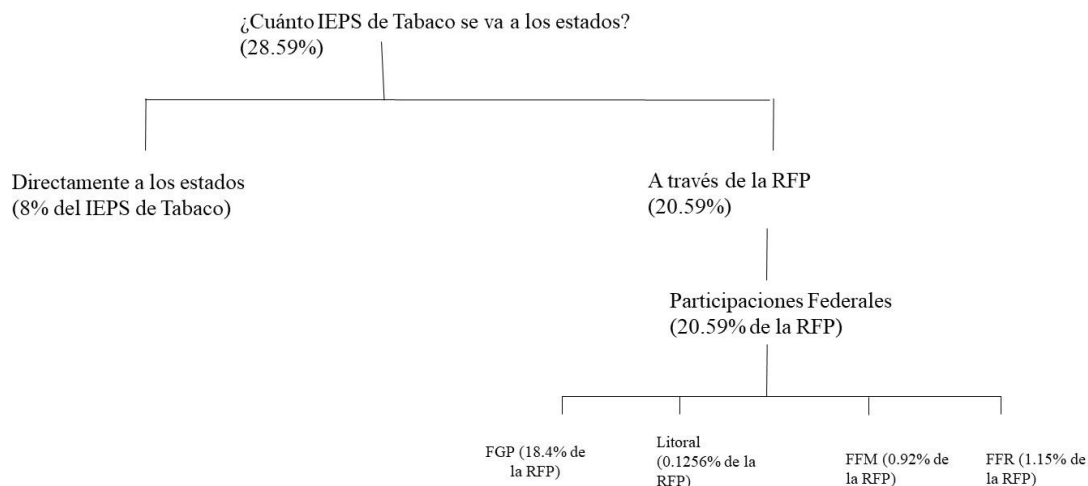 ¿Cuánto IEPS de Tabaco se va a los estados?
(28.59%)
Directamente a los estados
(8% del IEPS de Tabaco)
A través de la RFP
(20.59%)
Participaciones Federales
(20.59% de la RFP)
FGP (18.4% de
la RFP)
Litoral
(0.1256% de la
RFP)
FFM (0.92% de
la RFP)
FFR (1.15% de
la RFP)